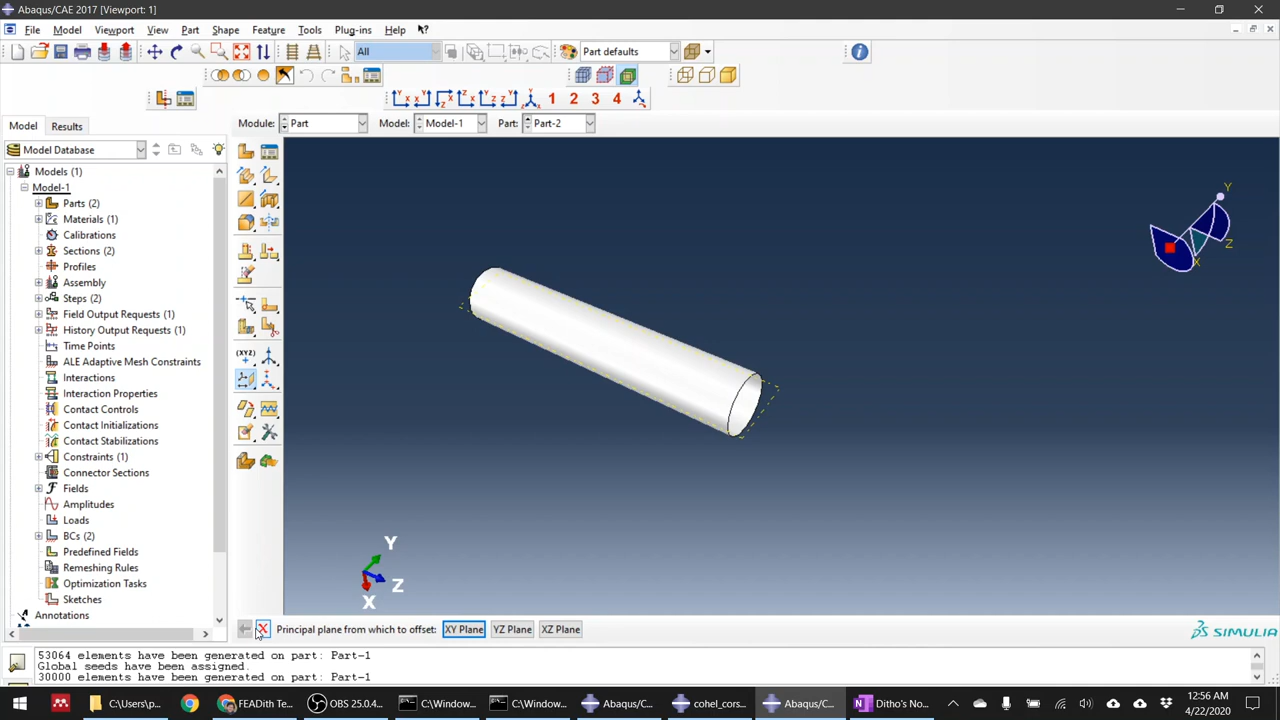 Abaqus/CAE 2017 [Viewport: 1]
File Model Viewport View Part Shape Feature Tools Plug-ins Help
All Part defaults
1 2 3 4
Model Results Module: Part Model: Model-1 Part: Part-2
Model Database
Models (1)
Model-1
Parts (2)
Materials (1)
Calibrations
Sections (2)
Profiles
Assembly
Steps (2)
Field Output Requests (1)
History Output Requests (1)
Time Points
ALE Adaptive Mesh Constraints
Interactions
Interaction Properties
Contact Controls
Contact Initializations
Contact Stabilizations
Constraints (1)
Connector Sections
Fields
Amplitudes
Loads
BCs (2)
Predefined Fields
Remeshing Rules
Optimization Tasks
Sketches
Annotations
(XYZ)
Y
Z
X
Y
Z
X
Principal plane from which to offset: XY Plane YZ Plane XZ Plane
SIMULIA
53064 elements have been generated on part: Part-1
Global seeds have been assigned.
30000 elements have been generated on part: Part-1
C:\Users\p... FEADith Te... OBS 25.0.4... C:\Window... C:\Window... Abaqus/C... cohel_cors... Abaqus/C... Ditho's No...
12:56 AM
4/22/2020